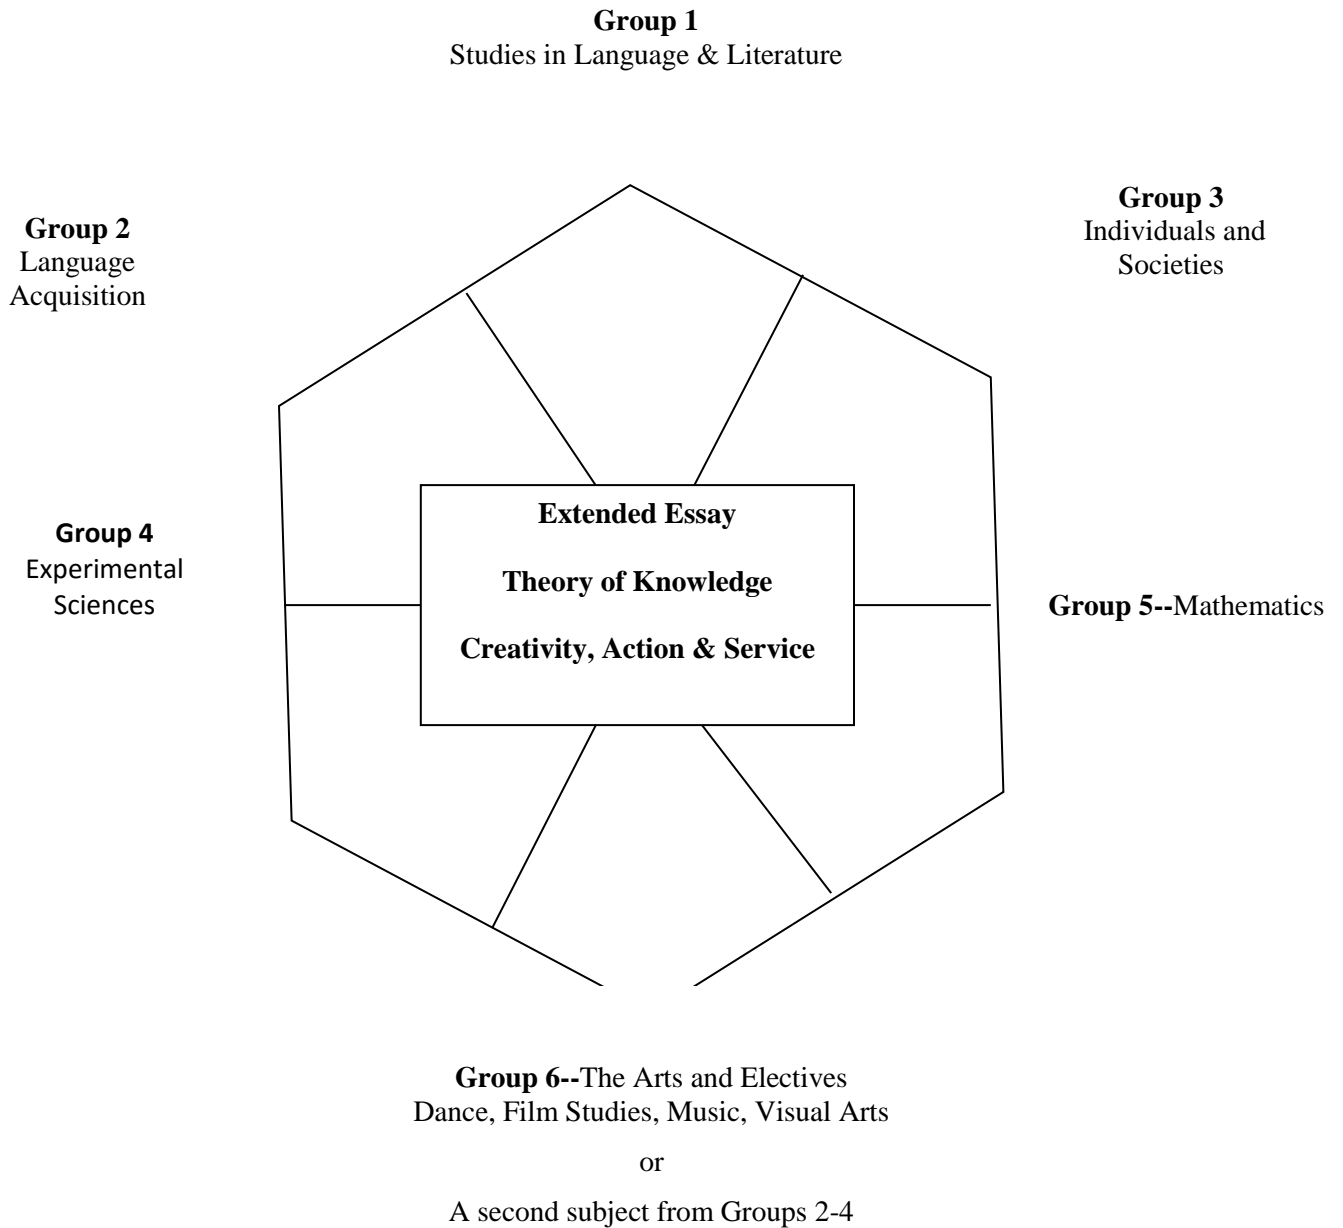 Group 1
Studies in Language & Literature
Group 2
Language
Acquisition
Group 3
Individuals and
Societies
Extended Essay
Theory of Knowledge
Creativity, Action & Service
Group 4
Experimental
Sciences
Group 5--Mathematics
Group 6--The Arts and Electives
Dance, Film Studies, Music, Visual Arts
or
A second subject from Groups 2-4